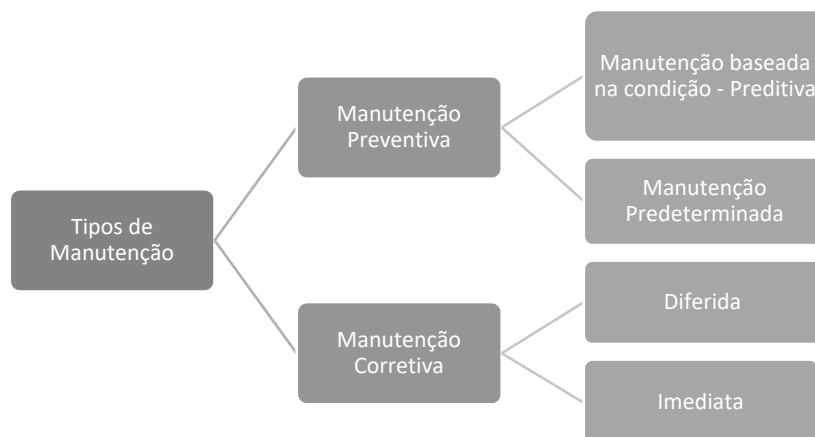 Tipos de
Manutenção
Manutenção
Preventiva
Manutenção baseada
na condição - Preditiva
Manutenção
Predeterminada
Manutenção
Corretiva
Diferida
Imediata